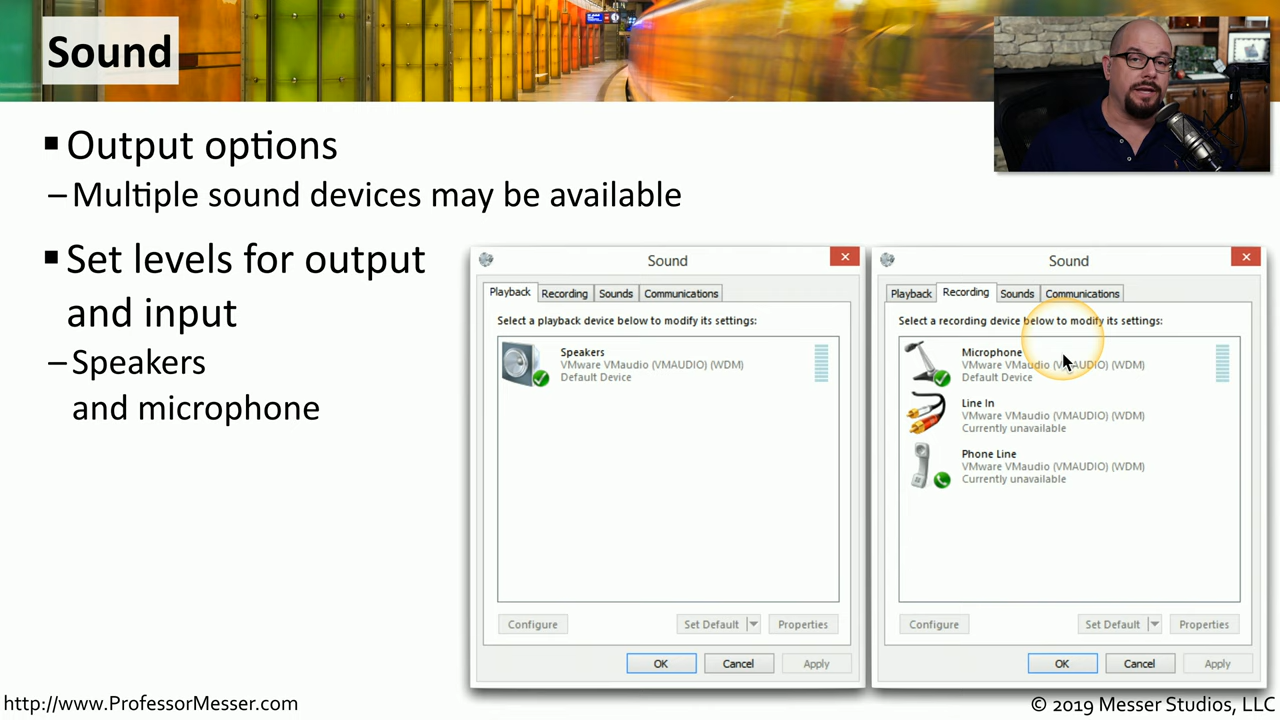 Sound
▪ Output options
– Multiple sound devices may be available
▪ Set levels for output
and input
– Speakers
and microphone
Sound
Playback Recording Sounds Communications
Select a playback device below to modify its settings:
Speakers
VMware VMaudio (VMAUDIO) (WDM)
Default Device
Configure Set Default Properties
OK Cancel Apply
Sound
Playback Recording Sounds Communications
Select a recording device below to modify its settings:
Microphone
VMware VMaudio (VMAUDIO) (WDM)
Default Device
Line In
VMware VMaudio (VMAUDIO) (WDM)
Currently unavailable
Phone Line
VMware VMaudio (VMAUDIO) (WDM)
Currently unavailable
Configure Set Default Properties
OK Cancel Apply
http://www.ProfessorMesser.com
© 2019 Messer Studios, LLC